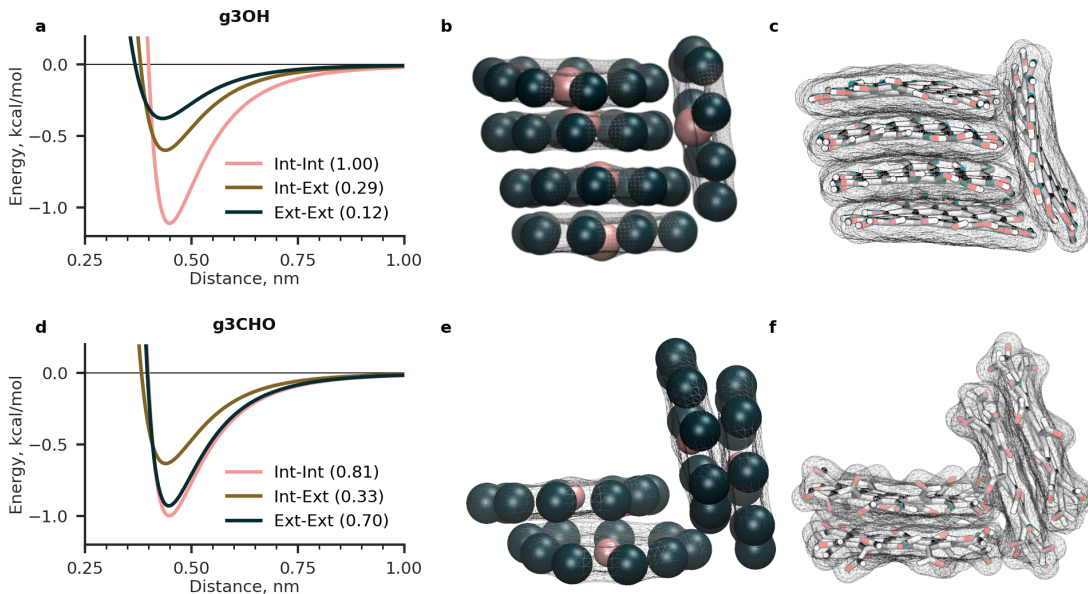 g3OH
a
b
c
0.0
−0.5
−1.0
Energy, kcal/mol
Int-Int (1.00)
Int-Ext (0.29)
Ext-Ext (0.12)
0.25
0.50
0.75
1.00
Distance, nm
g3CHO
d
e
f
0.0
−0.5
−1.0
Energy, kcal/mol
Int-Int (0.81)
Int-Ext (0.33)
Ext-Ext (0.70)
0.25
0.50
0.75
1.00
Distance, nm